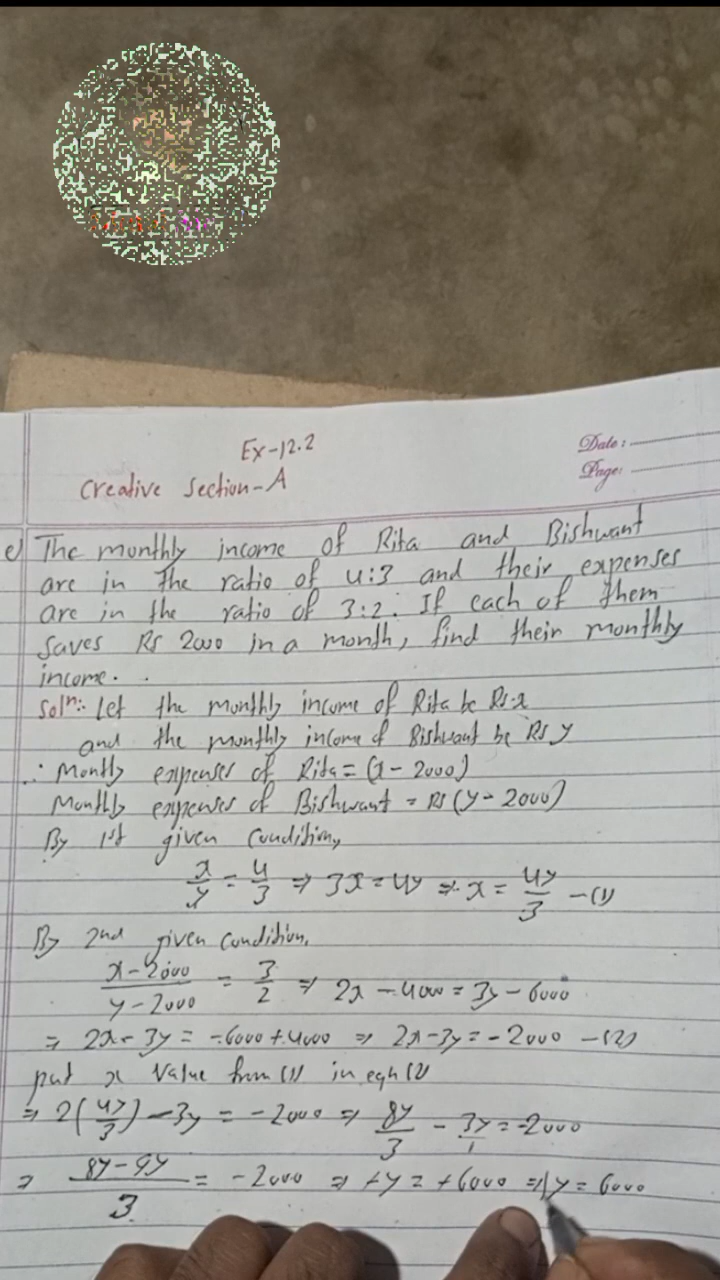 Ex-12.2
Date:
Creative Section-A
Page:
e) The monthly income of Rita and Bishwant
are in the ratio of 4:3 and their expenses
are in the ratio of 3:2. If each of them
saves Rs 2000 in a month, find their monthly
income.
Soln:- Let the monthly income of Rita be Rs. x
and the monthly income of Bishwant be Rs y
∴ Montly expenses of Rita = (x - 2000)
Monthly expenses of Bishwant = Rs (y - 2000)
By 1st given Condition,
x/y = 4/3 ⇒ 3x = 4y ⇒ x = 4y/3 -(1)
By 2nd given Condition,
x-2000/y-2000 = 3/2 ⇒ 2x - 4000 = 3y - 6000
⇒ 2x - 3y = -6000 + 4000 ⇒ 2x - 3y = -2000 -(2)
put x Value from (1) in eqn (2)
⇒ 2(4y/3) - 3y = -2000 ⇒ 8y/3 - 3y/1 = -2000
⇒ 8y-9y/3 = -2000 ⇒ +y = +6000 ⇒ y = 6000